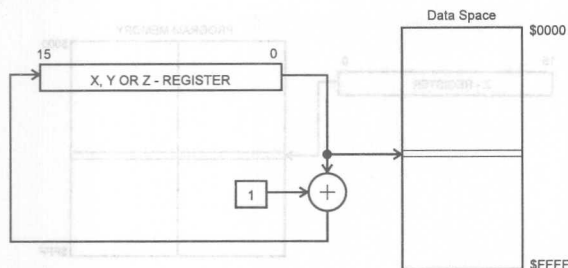 Data Space
$0000
15 0
X, Y OR Z - REGISTER
1
+
$FFFF